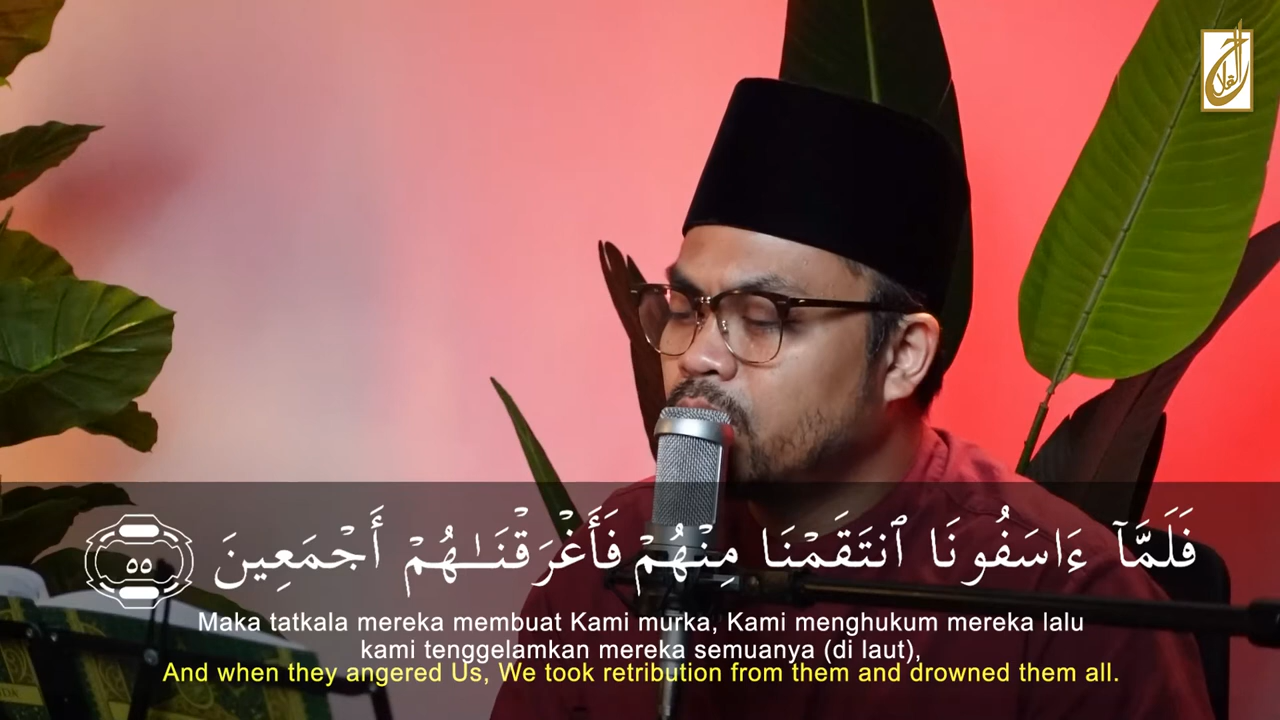 العلا
فَلَمَّآ ءَاسَفُونَا ٱنتَقَمْنَا مِنْهُمْ فَأَغْرَقْنَـٰهُمْ أَجْمَعِينَ ٥٥
Maka tatkala mereka membuat Kami murka, Kami menghukum mereka lalu
kami tenggelamkan mereka semuanya (di laut),
And when they angered Us, We took retribution from them and drowned them all.